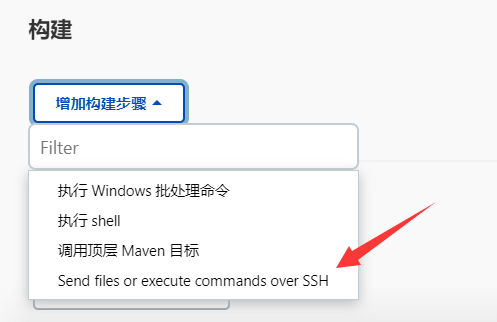 构建
增加构建步骤
Filter
执行 Windows 批处理命令
执行 shell
调用顶层 Maven 目标
Send files or execute commands over SSH